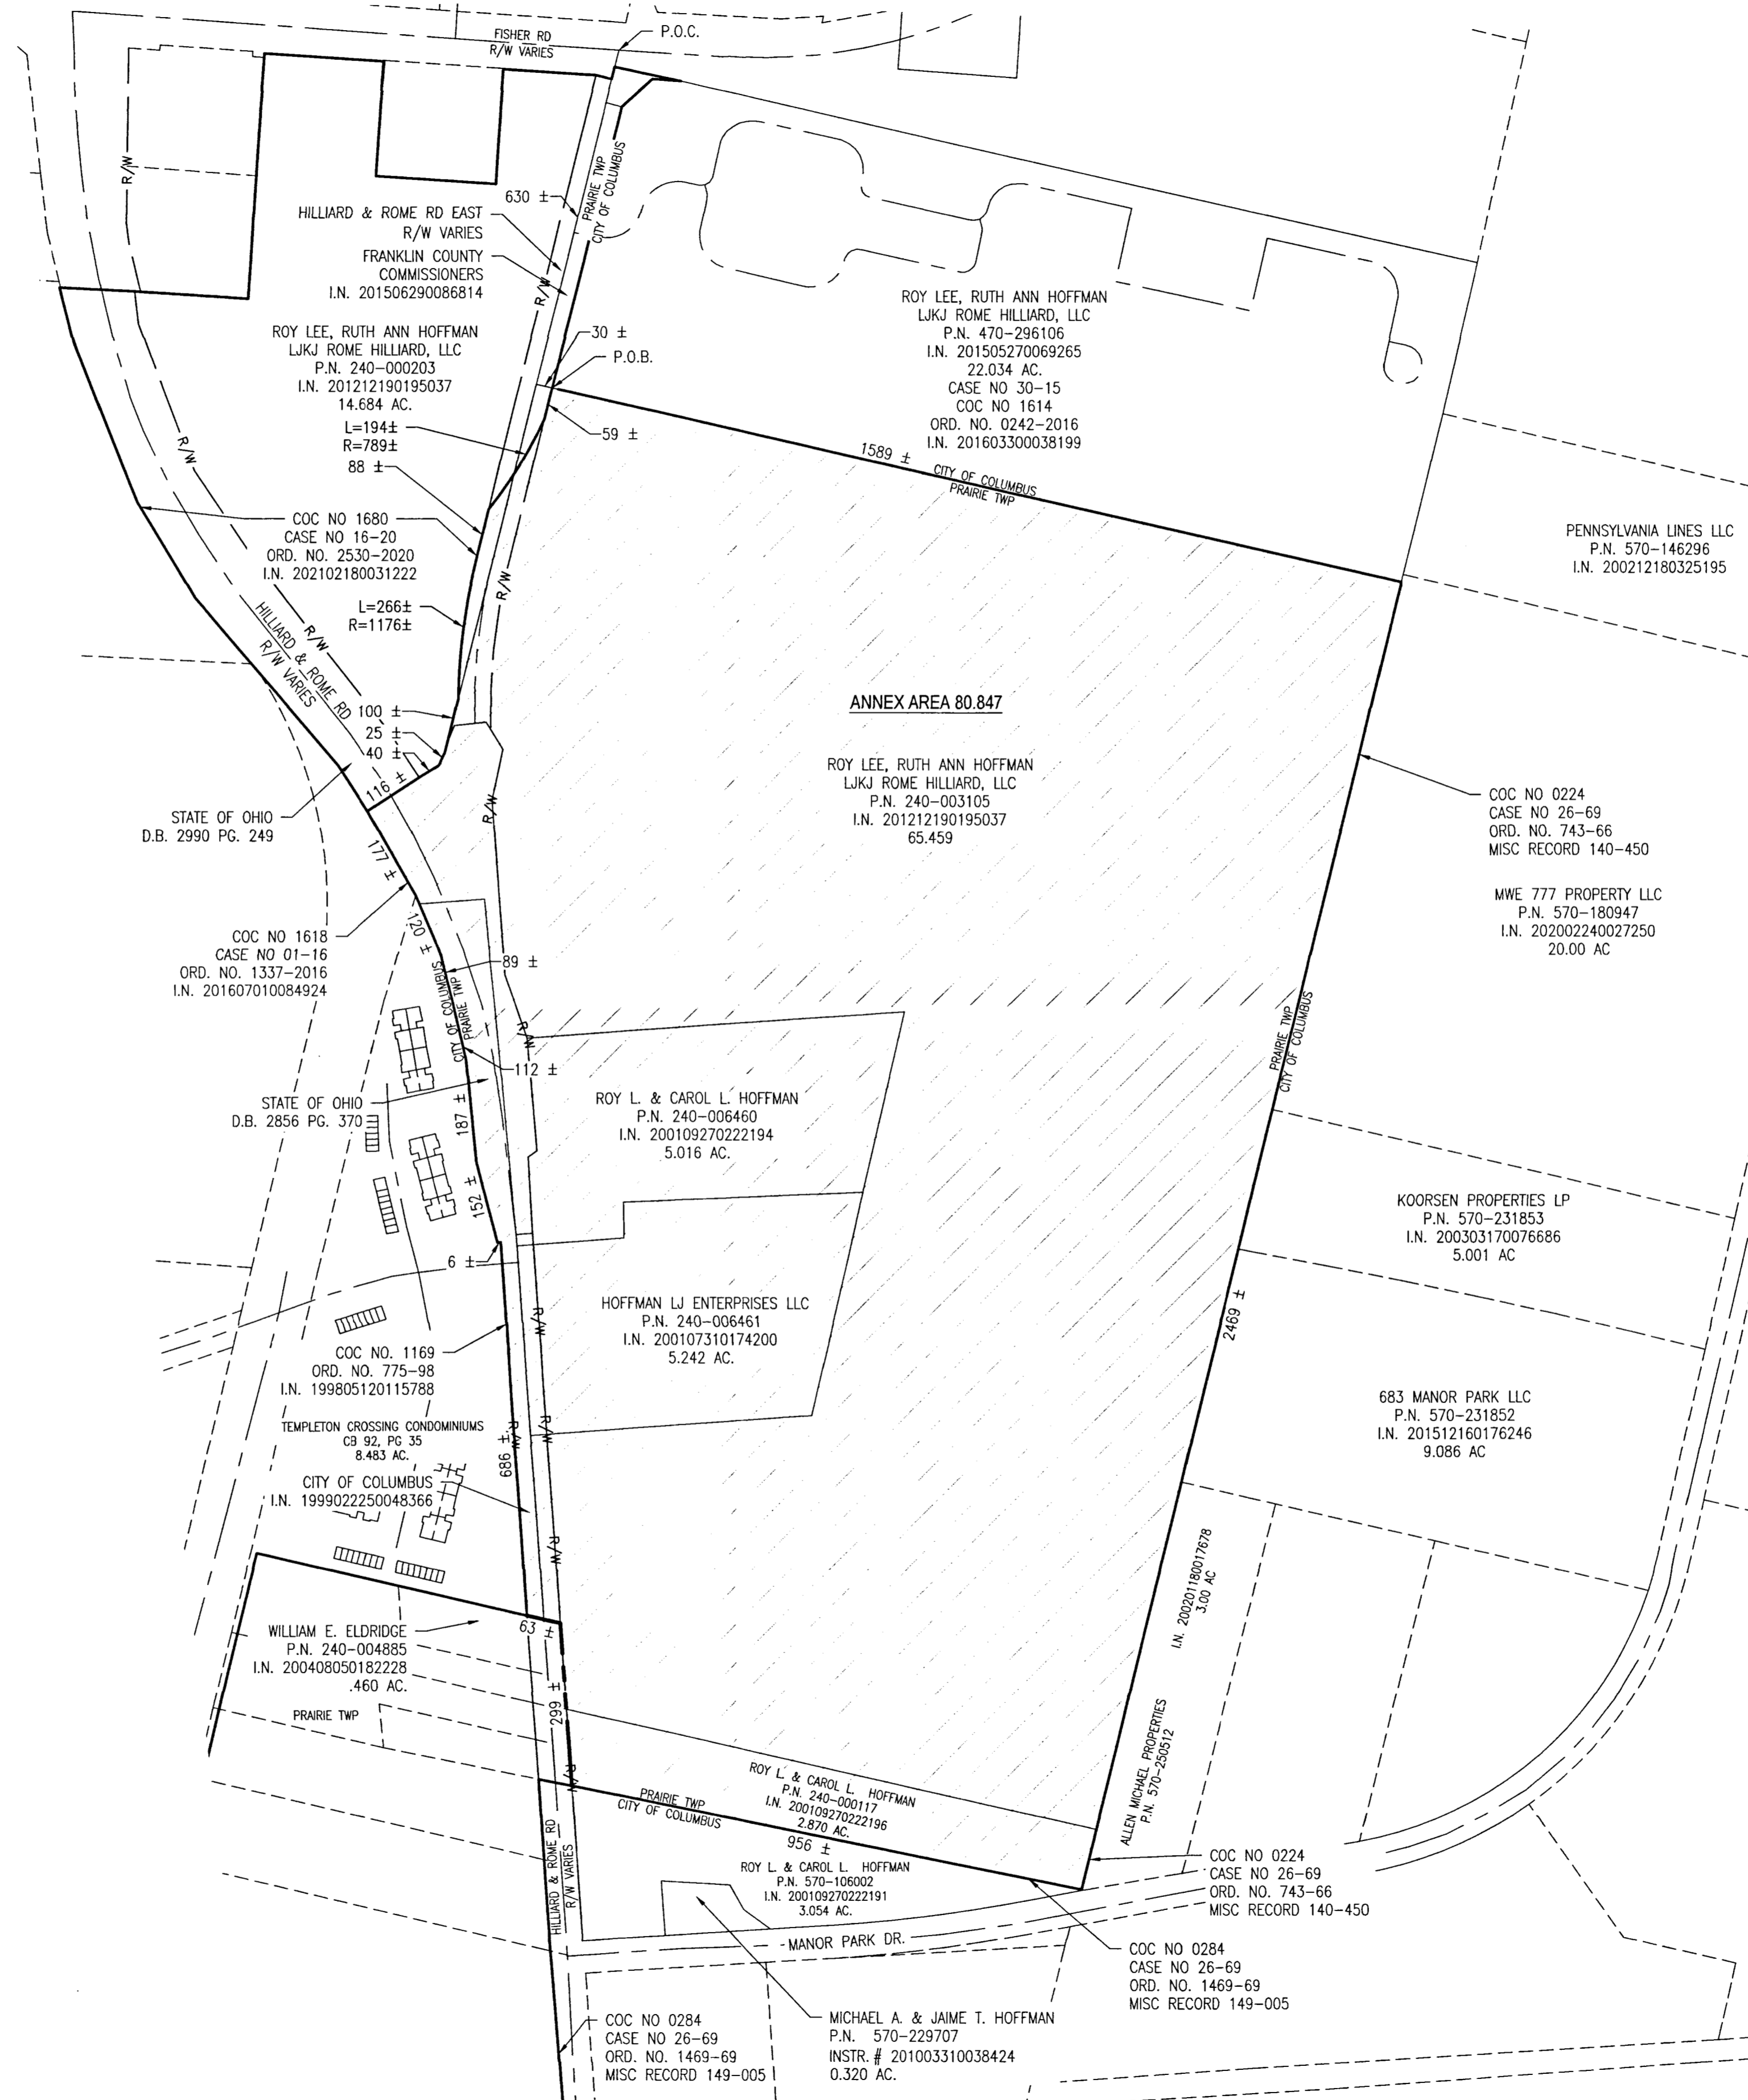 FISHER RD
R/W VARIES
P.O.C.
R/W
630 ±
PRAIRIE TWP
CITY OF COLUMBUS
HILLIARD & ROME RD EAST
R/W VARIES
FRANKLIN COUNTY
COMMISSIONERS
I.N. 201506290086814
R/W
ROY LEE, RUTH ANN HOFFMAN
LJKJ ROME HILLIARD, LLC
P.N. 240-000203
I.N. 201212190195037
14.684 AC.
30 ±
P.O.B.
ROY LEE, RUTH ANN HOFFMAN
LJKJ ROME HILLIARD, LLC
P.N. 470-296106
I.N. 201505270069265
22.034 AC.
CASE NO 30-15
COC NO 1614
ORD. NO. 0242-2016
I.N. 201603300038199
L=194±
R=789±
88 ±
59 ±
R/W
1589 ±
CITY OF COLUMBUS
PRAIRIE TWP
COC NO 1680
CASE NO 16-20
ORD. NO. 2530-2020
I.N. 202102180031222
PENNSYLVANIA LINES LLC
P.N. 570-146296
I.N. 200212180325195
R/W
L=266±
R=1176±
HILLIARD & ROME RD
R/W VARIES
R/W
100 ±
25 ±
40 ±
116 ±
ANNEX AREA 80.847
ROY LEE, RUTH ANN HOFFMAN
LJKJ ROME HILLIARD, LLC
P.N. 240-003105
I.N. 201212190195037
65.459
R/W
STATE OF OHIO
D.B. 2990 PG. 249
COC NO 0224
CASE NO 26-69
ORD. NO. 743-66
MISC RECORD 140-450
177 ±
MWE 777 PROPERTY LLC
P.N. 570-180947
I.N. 202002240027250
20.00 AC
COC NO 1618
CASE NO 01-16
ORD. NO. 1337-2016
I.N. 201607010084924
120 ±
89 ±
CITY OF COLUMBUS
PRAIRIE TWP
R/W
PRAIRIE TWP
CITY OF COLUMBUS
112 ±
STATE OF OHIO
D.B. 2856 PG. 370
187 ±
ROY L. & CAROL L. HOFFMAN
P.N. 240-006460
I.N. 200109270222194
5.016 AC.
152 ±
KOORSEN PROPERTIES LP
P.N. 570-231853
I.N. 200303170076686
5.001 AC
6 ±
HOFFMAN LJ ENTERPRISES LLC
P.N. 240-006461
I.N. 200107310174200
5.242 AC.
R/W
2469 ±
COC NO. 1169
ORD. NO. 775-98
I.N. 199805120115788
683 MANOR PARK LLC
P.N. 570-231852
I.N. 201512160176246
9.086 AC
TEMPLETON CROSSING CONDOMINIUMS
CB 92, PG 35
8.483 AC.
R/W
R/W
686 ±
CITY OF COLUMBUS
I.N. 1999022250048366
R/W
I.N. 200201180017678
3.00 AC
WILLIAM E. ELDRIDGE
P.N. 240-004885
I.N. 200408050182228
.460 AC.
63 ±
299 ±
PRAIRIE TWP
R/W
ALLEN MICHAEL PROPERTIES
P.N. 570-250512
ROY L. & CAROL L. HOFFMAN
P.N. 240-000117
I.N. 200109270222196
2.870 AC.
PRAIRIE TWP
CITY OF COLUMBUS
956 ±
ROY L. & CAROL L. HOFFMAN
P.N. 570-106002
I.N. 200109270222191
3.054 AC.
HILLIARD & ROME RD
R/W VARIES
COC NO 0224
CASE NO 26-69
ORD. NO. 743-66
MISC RECORD 140-450
MANOR PARK DR.
COC NO 0284
CASE NO 26-69
ORD. NO. 1469-69
MISC RECORD 149-005
COC NO 0284
CASE NO 26-69
ORD. NO. 1469-69
MISC RECORD 149-005
MICHAEL A. & JAIME T. HOFFMAN
P.N. 570-229707
INSTR.# 201003310038424
0.320 AC.